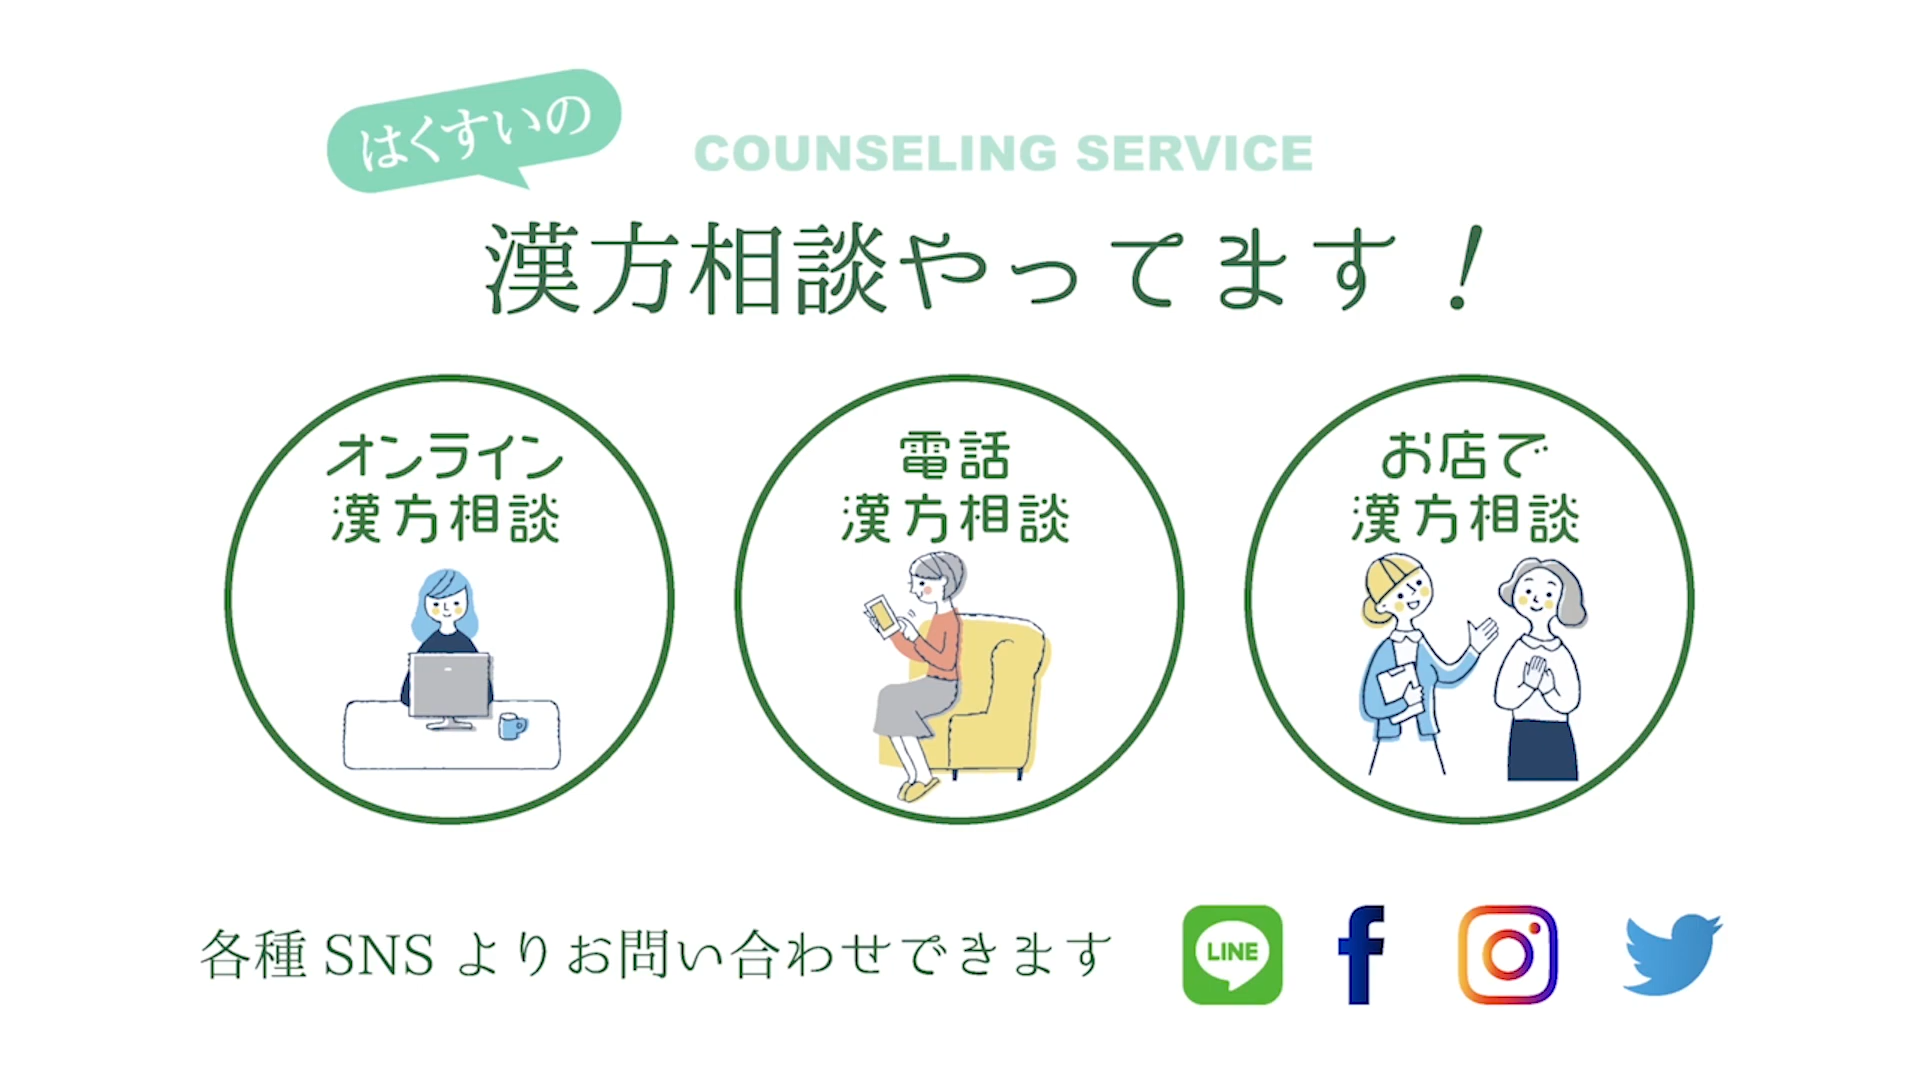 はくすいの
COUNSELING SERVICE
漢方相談やってます!
オンライン
漢方相談
電話
漢方相談
お店で
漢方相談
各種 SNS よりお問い合わせできます
LINE